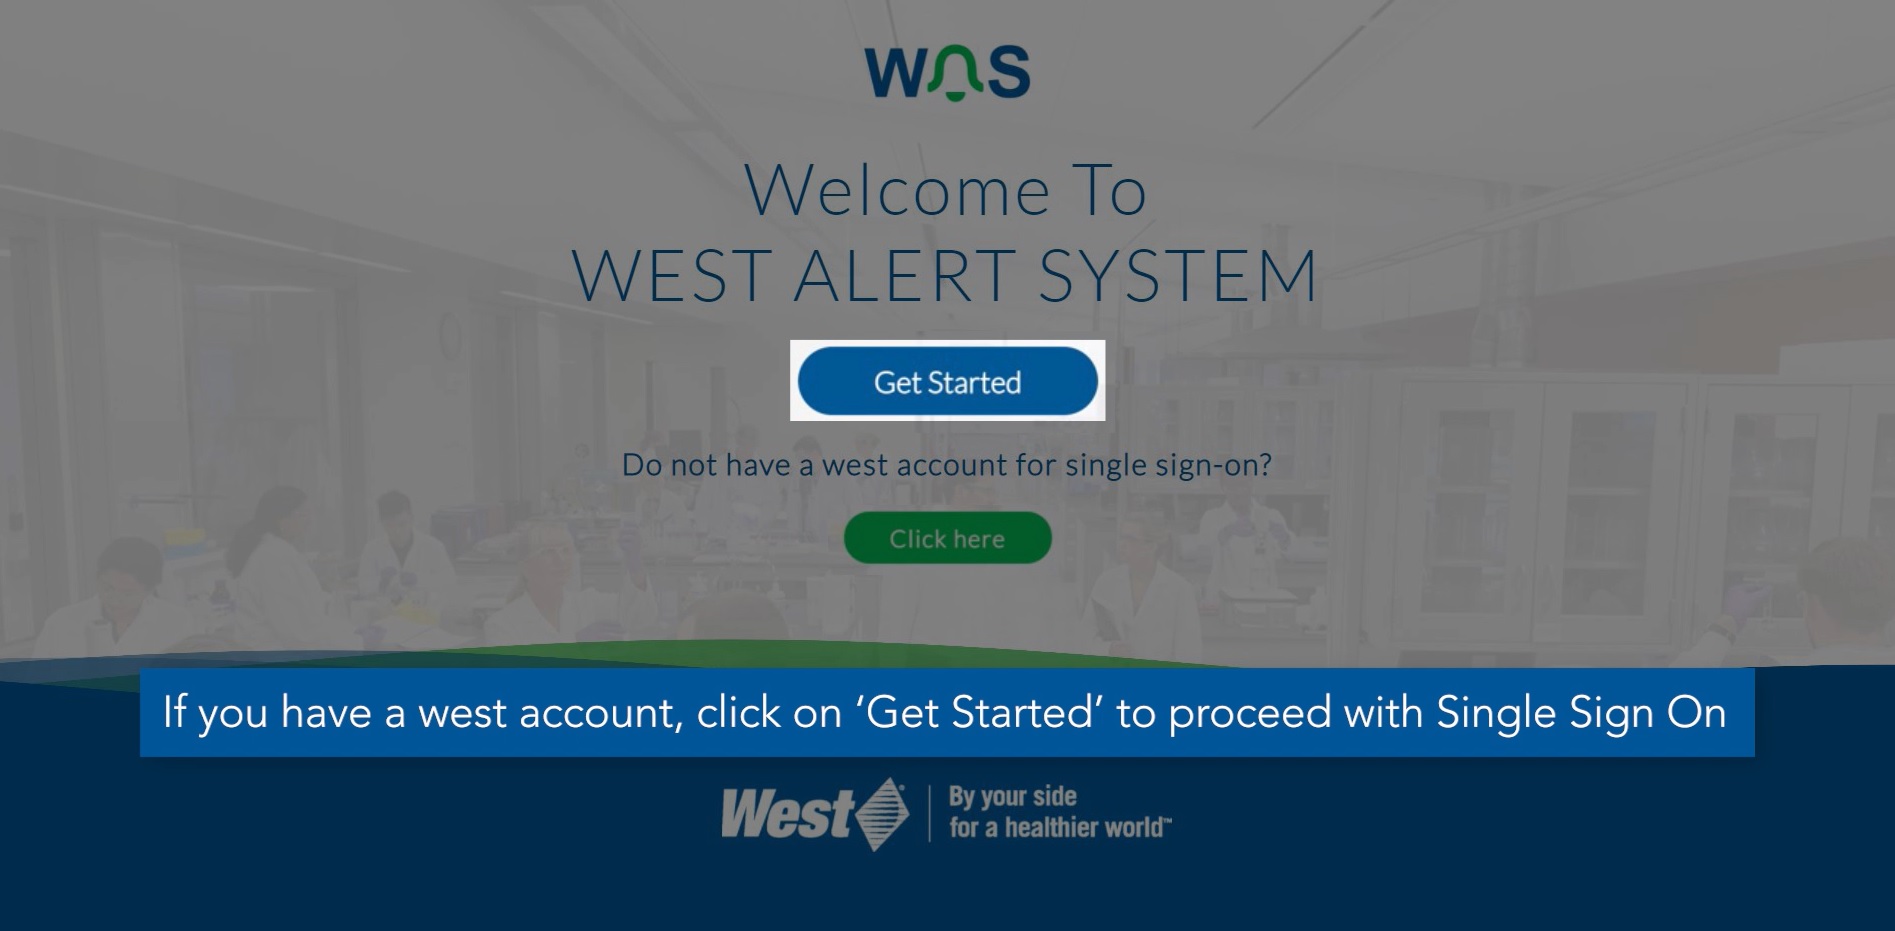 WAS
Welcome To
WEST ALERT SYSTEM
Get Started
Do not have a west account for single sign-on?
Click here
If you have a west account, click on ‘Get Started’ to proceed with Single Sign On
West® By your side
for a healthier world™